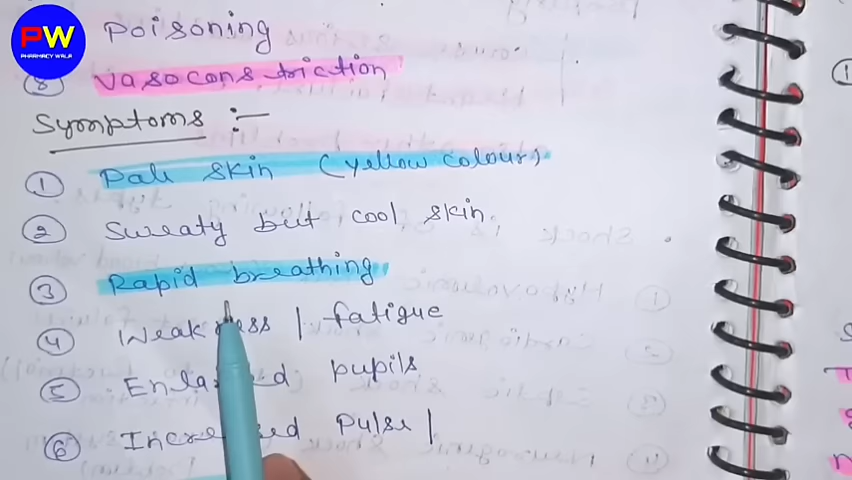 PW
PHARMACY WALA
Poisoning
⑧ Vasoconstriction
Symptoms :-
① Pale skin (yellow colour)
② Sweaty but cool skin
③ Rapid breathing
④ Weakness | fatigue
⑤ Enlarged pupils
⑥ Increased Pulse |